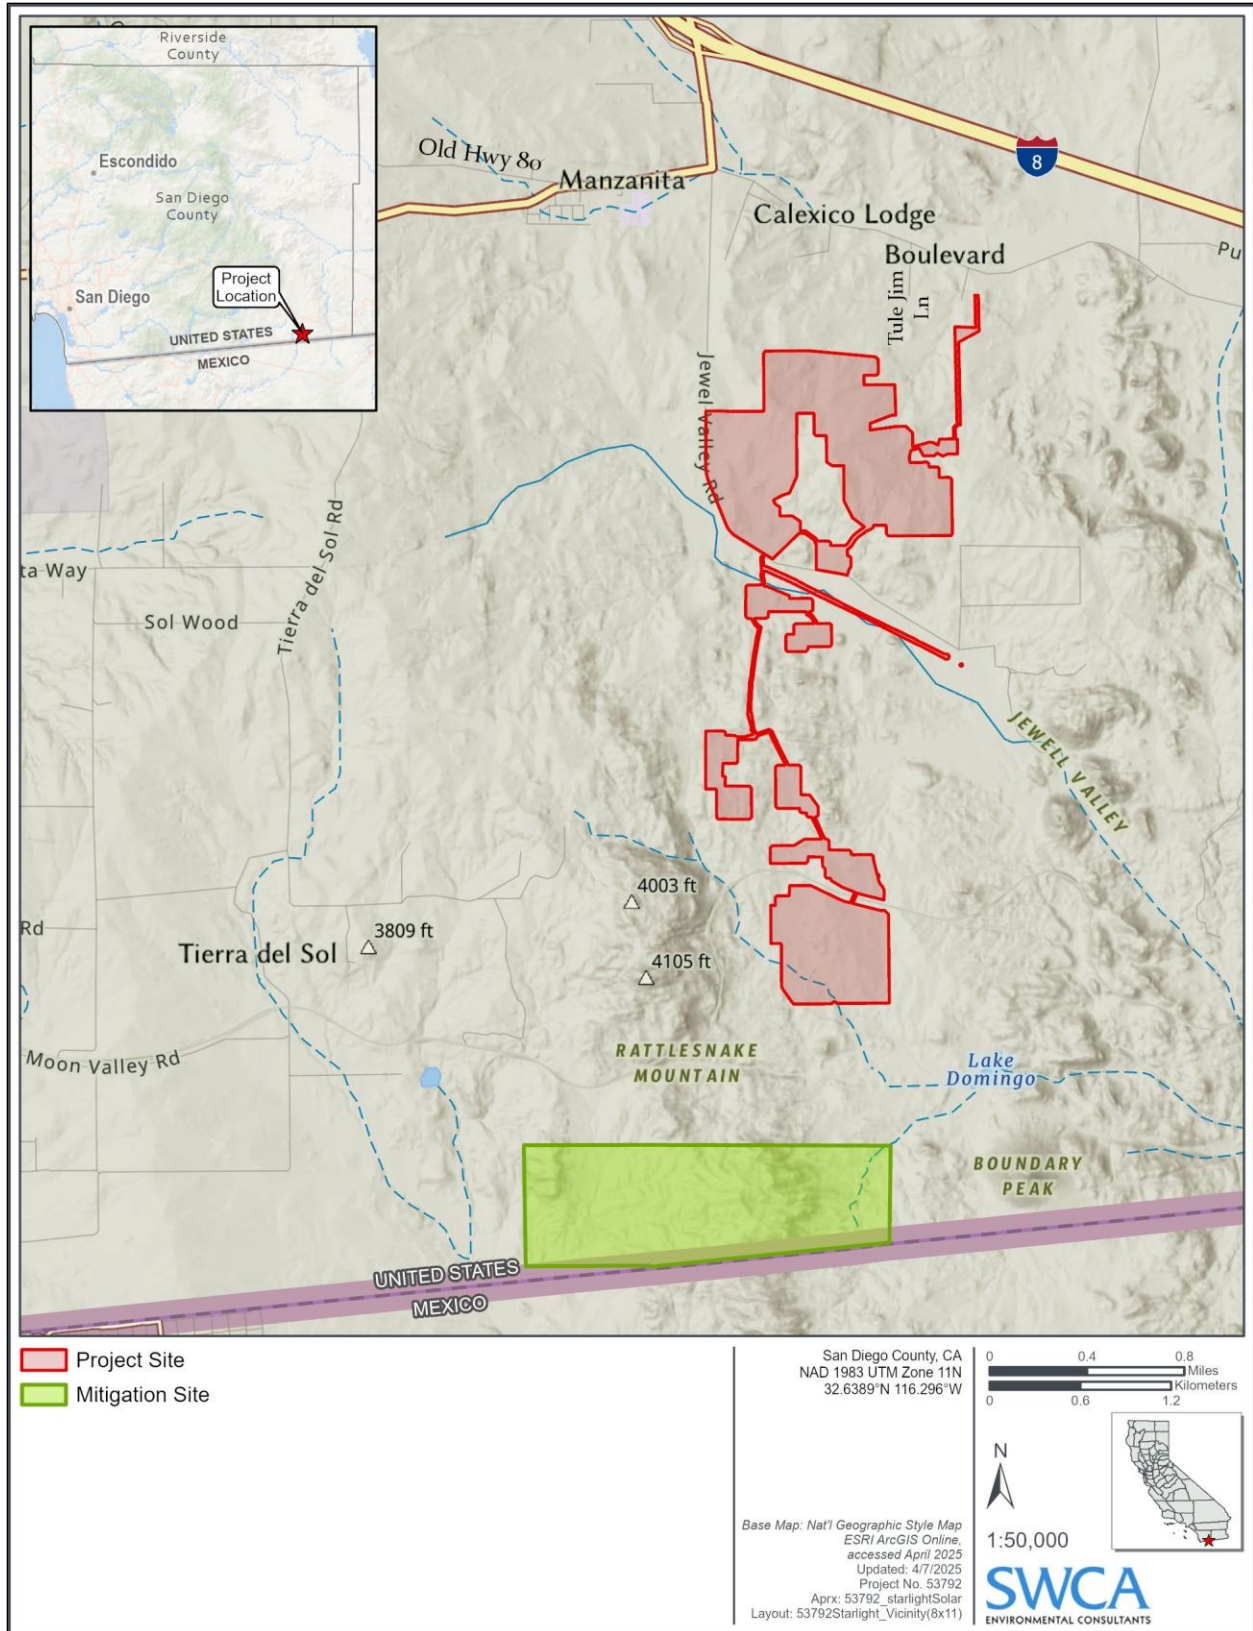 Riverside
County
Escondido
San Diego
County
Project
Location
San Diego
UNITED STATES
MEXICO
8
Old Hwy 80
Manzanita
Calexico Lodge
Boulevard
Pu
Tule Jim
Ln
Jewel Valley Rd
Tierra del Sol Rd
ta Way
Sol Wood
JEWELL VALLEY
4003 ft
3809 ft
Rd
Tierra del Sol
4105 ft
Moon Valley Rd
RATTLESNAKE
MOUNTAIN
Lake
Domingo
BOUNDARY
PEAK
UNITED STATES
MEXICO
Project Site
Mitigation Site
San Diego County, CA
NAD 1983 UTM Zone 11N
32.6389°N 116.296°W
0 0.4 0.8
Miles
Kilometers
0 0.6 1.2
N
1:50,000
Base Map: Nat'l Geographic Style Map
ESRI ArcGIS Online,
accessed April 2025
Updated: 4/7/2025
Project No. 53792
Aprx: 53792_starlightSolar
Layout: 53792Starlight_Vicinity(8x11)
SWCA
ENVIRONMENTAL CONSULTANTS